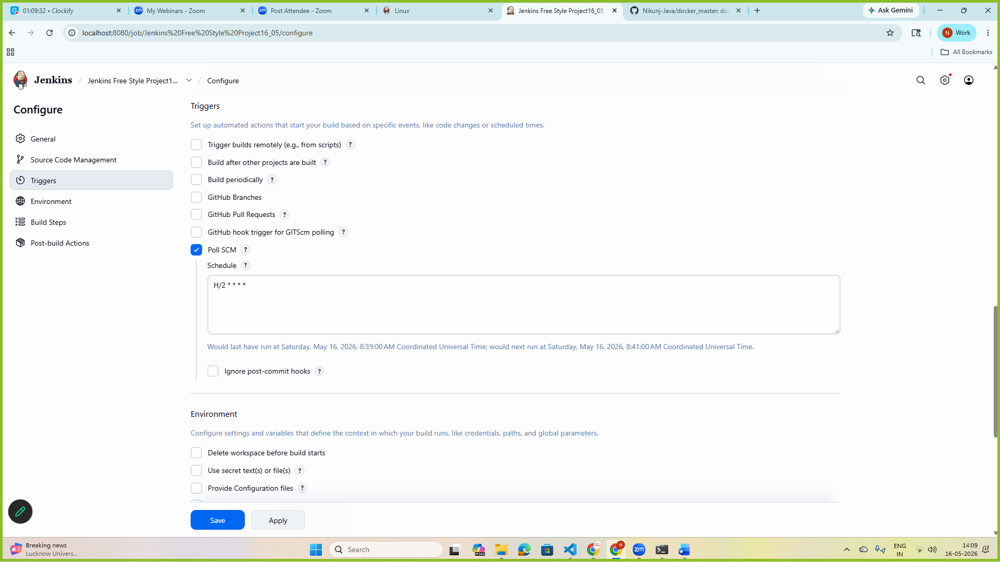 01:09:32 • Clockify
My Webinars - Zoom
Post Attendee - Zoom
Linux
Jenkins Free Style Project16_05
Nikunj-Java/docker_master: doc
Ask Gemini
localhost:8080/job/Jenkins%20Free%20Style%20Project16_05/configure
N Work
All Bookmarks
Jenkins / Jenkins Free Style Project1... / Configure
Configure
General
Source Code Management
Triggers
Environment
Build Steps
Post-build Actions
Triggers
Set up automated actions that start your build based on specific events, like code changes or scheduled times.
Trigger builds remotely (e.g., from scripts) ?
Build after other projects are built ?
Build periodically ?
GitHub Branches
GitHub Pull Requests ?
GitHub hook trigger for GITScm polling ?
Poll SCM ?
Schedule ?
H/2 * * * *
Would last have run at Saturday, May 16, 2026, 8:39:00 AM Coordinated Universal Time; would next run at Saturday, May 16, 2026, 8:41:00 AM Coordinated Universal Time.
Ignore post-commit hooks ?
Environment
Configure settings and variables that define the context in which your build runs, like credentials, paths, and global parameters.
Delete workspace before build starts
Use secret text(s) or file(s) ?
Provide Configuration files ?
Save
Apply
Breaking news
Lucknow Univers...
Search
ENG
IN
14:09
16-05-2026